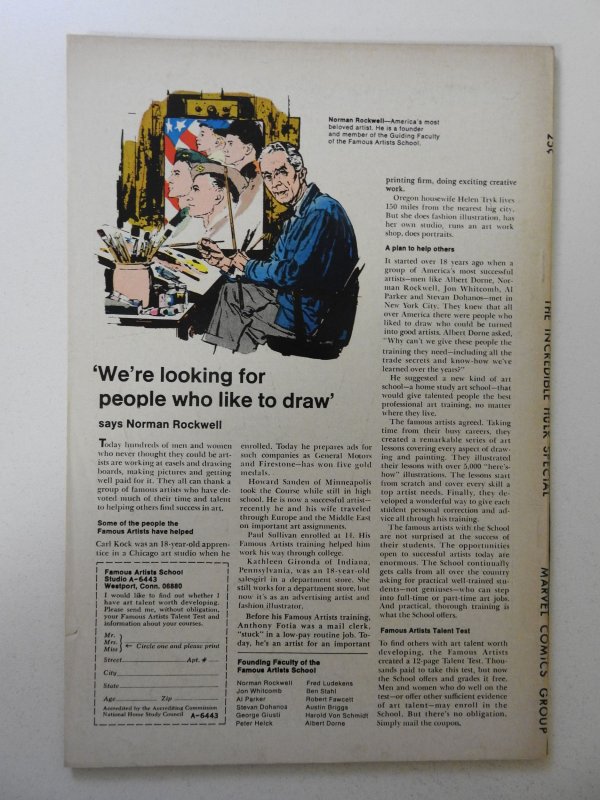 Norman Rockwell—America's most
beloved artist. He is a founder
and member of the Guiding Faculty
of the Famous Artists School.
'We're looking for
people who like to draw'
says Norman Rockwell
Today hundreds of men and women
who never thought they could be art-
ists are working at easels and drawing
boards, making pictures and getting
well paid for it. They all can thank a
group of famous artists who have de-
voted much of their time and talent
to helping others find success in art.
Some of the people the
Famous Artists have helped
Carl Kock was an 18-year-old appren-
tice in a Chicago art studio when he
enrolled. Today he prepares ads for
such companies as General Motors
and Firestone—has won five gold
medals.
Howard Sanden of Minneapolis
took the Course while still in high
school. He is now a successful artist—
recently he and his wife traveled
through Europe and the Middle East
on important art assignments.
Paul Sullivan enrolled at 14. His
Famous Artists training helped him
work his way through college.
Kathleen Gironda of Indiana,
Pennsylvania, was an 18-year-old
salesgirl in a department store. She
still works for a department store, but
now it's as an advertising artist and
fashion illustrator.
Before his Famous Artists training,
Anthony Fotia was a mail clerk,
"stuck" in a low-pay routine job. To-
day, he's an artist for an important
printing firm, doing exciting creative
work.
Oregon housewife Helen Tryk lives
150 miles from the nearest big city.
But she does fashion illustration, has
her own studio, runs an art work
shop, does portraits.
A plan to help others
It started over 18 years ago when a
group of America's most successful
artists—men like Albert Dorne, Nor-
man Rockwell, Jon Whitcomb, Al
Parker and Stevan Dohanos—met in
New York City. They knew that all
over America there were people who
liked to draw who could be turned
into good artists. Albert Dorne asked,
"Why can't we give these people the
training they need—including all the
trade secrets and know-how we've
learned over the years?"
He suggested a new kind of art
school—a home study art school—that
would give talented people the best
professional art training, no matter
where they live.
The famous artists agreed. Taking
time from their busy careers, they
created a remarkable series of art
lessons covering every aspect of draw-
ing and painting. They illustrated
their lessons with over 5,000 "here's-
how" illustrations. The lessons start
from scratch and cover every skill a
top artist needs. Finally, they de-
veloped a wonderful way to give each
student personal correction and ad-
vice all through his training.
The famous artists with the School
are not surprised at the success of
their students. The opportunities
open to successful artists today are
enormous. The School continually
gets calls from all over the country
asking for practical well-trained stu-
dents—not geniuses—who can step
into full-time or part-time art jobs.
And practical, thorough training is
what the School offers.
Famous Artists Talent Test
To find others with art talent worth
developing, the Famous Artists
created a 12-page Talent Test. Thou-
sands paid to take this test, but now
the School offers and grades it free.
Men and women who do well on the
test—or offer other sufficient evidence
of art talent—may enroll in the
School. But there's no obligation.
Simply mail the coupon.
Famous Artists School
Studio A-6443
Westport, Conn. 06880
I would like to find out whether I
have art talent worth developing.
Please send me, without obligation,
your Famous Artists Talent Test and
information about your courses.
Mr.
Mrs.
Miss ← Circle one and please print
Street Apt. #
City
State
Age Zip
Accredited by the Accrediting Commission
National Home Study Council A-6443
Founding Faculty of the
Famous Artists School
Norman Rockwell
Jon Whitcomb
Al Parker
Stevan Dohanos
George Giusti
Peter Helck
Fred Ludekens
Ben Stahl
Robert Fawcett
Austin Briggs
Harold Von Schmidt
Albert Dorne
25¢
THE INCREDIBLE HULK SPECIAL
MARVEL COMICS GROUP